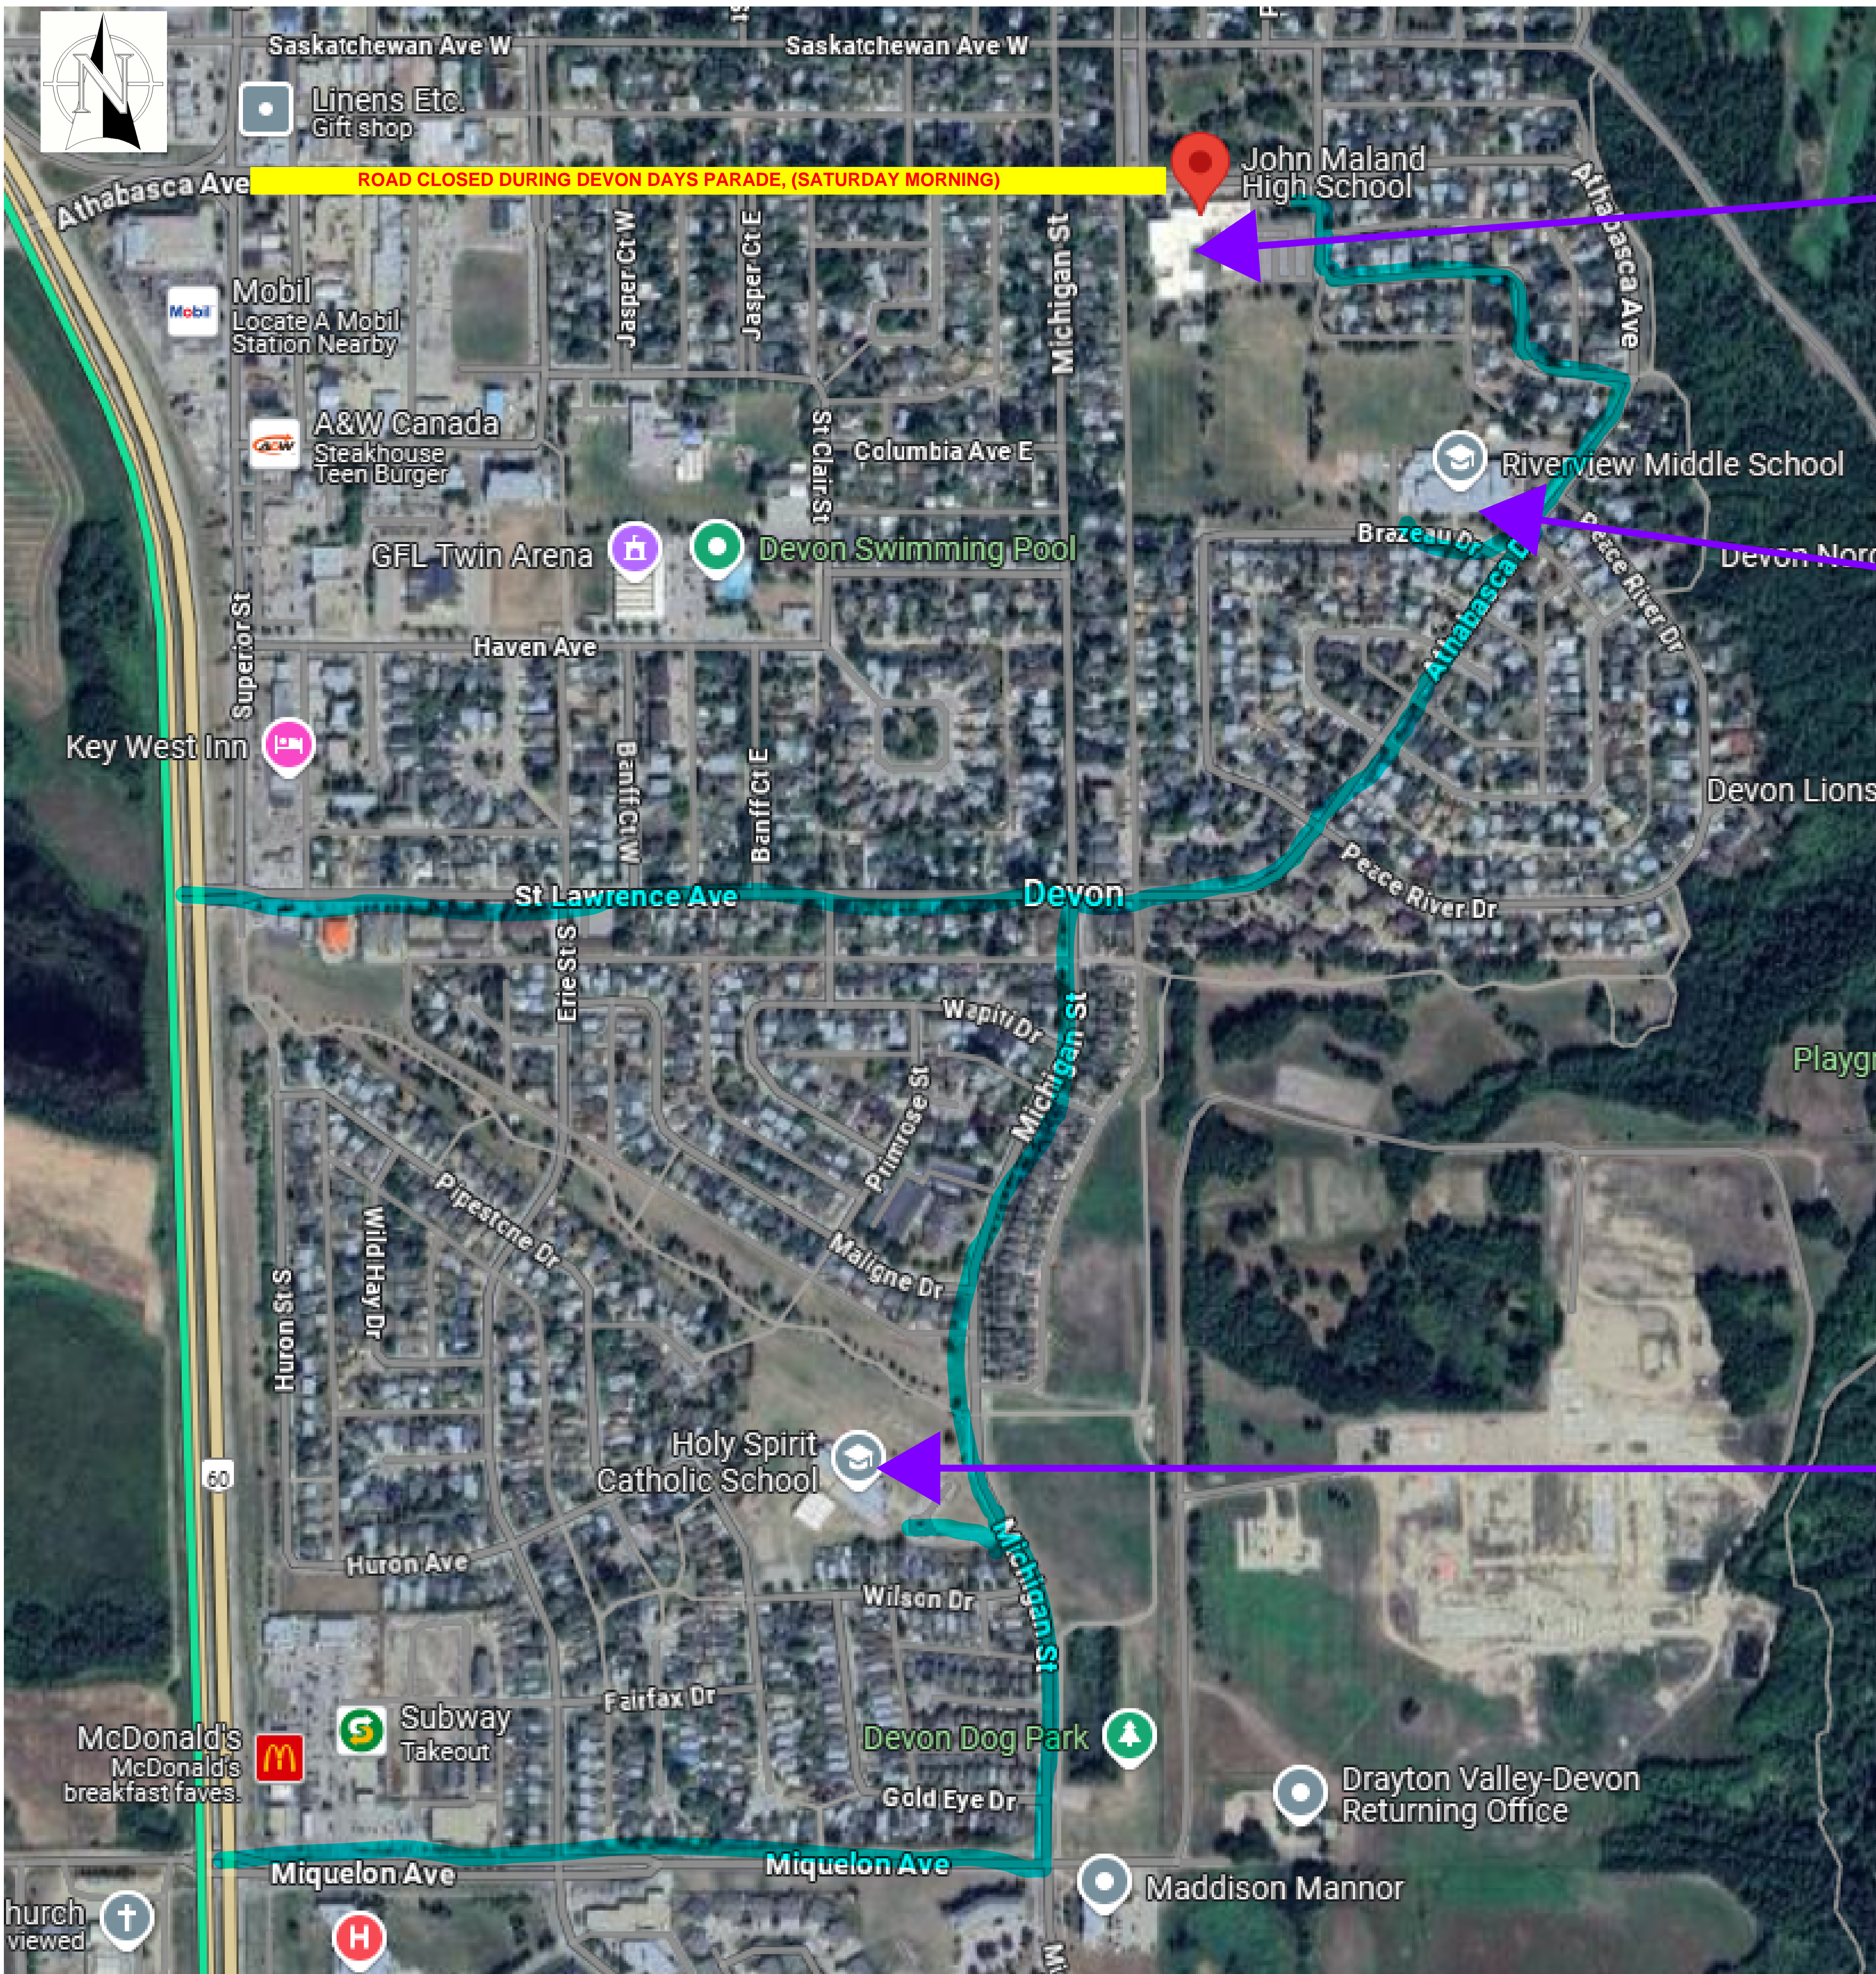 Saskatchewan Ave W
Saskatchewan Ave W
N
Linens Etc.
Gift shop
ROAD CLOSED DURING DEVON DAYS PARADE, (SATURDAY MORNING)
Athabasca Ave
John Maland
High School
Athabasca Ave
Jasper Ct W
Jasper Ct E
Michigan St
Mobil
Mobil
Locate A Mobil
Station Nearby
A&W
A&W Canada
Steakhouse
Teen Burger
St Clair St
Columbia Ave E
Riverview Middle School
Brazeau Dr
Peace River Dr
GFL Twin Arena
Devon Swimming Pool
Athabasca
Superior St
Haven Ave
Key West Inn
Banff Ct W
Banff Ct E
Devon Lions
Peace River Dr
St Lawrence Ave
Devon
Erie St S
Wapiti Dr
Michigan St
Playg
Primrose St
Michigan St
Pipestone Dr
Wild Hay Dr
Maligne Dr
Huron St S
Holy Spirit
Catholic School
60
Michigan St
Huron Ave
Wilson Dr
Fairfax Dr
McDonald's
McDonald's
breakfast faves.
Subway
Takeout
Devon Dog Park
Drayton Valley-Devon
Returning Office
Gold Eye Dr
Miquelon Ave
Miquelon Ave
Maddison Mannor
hurch
viewed
H